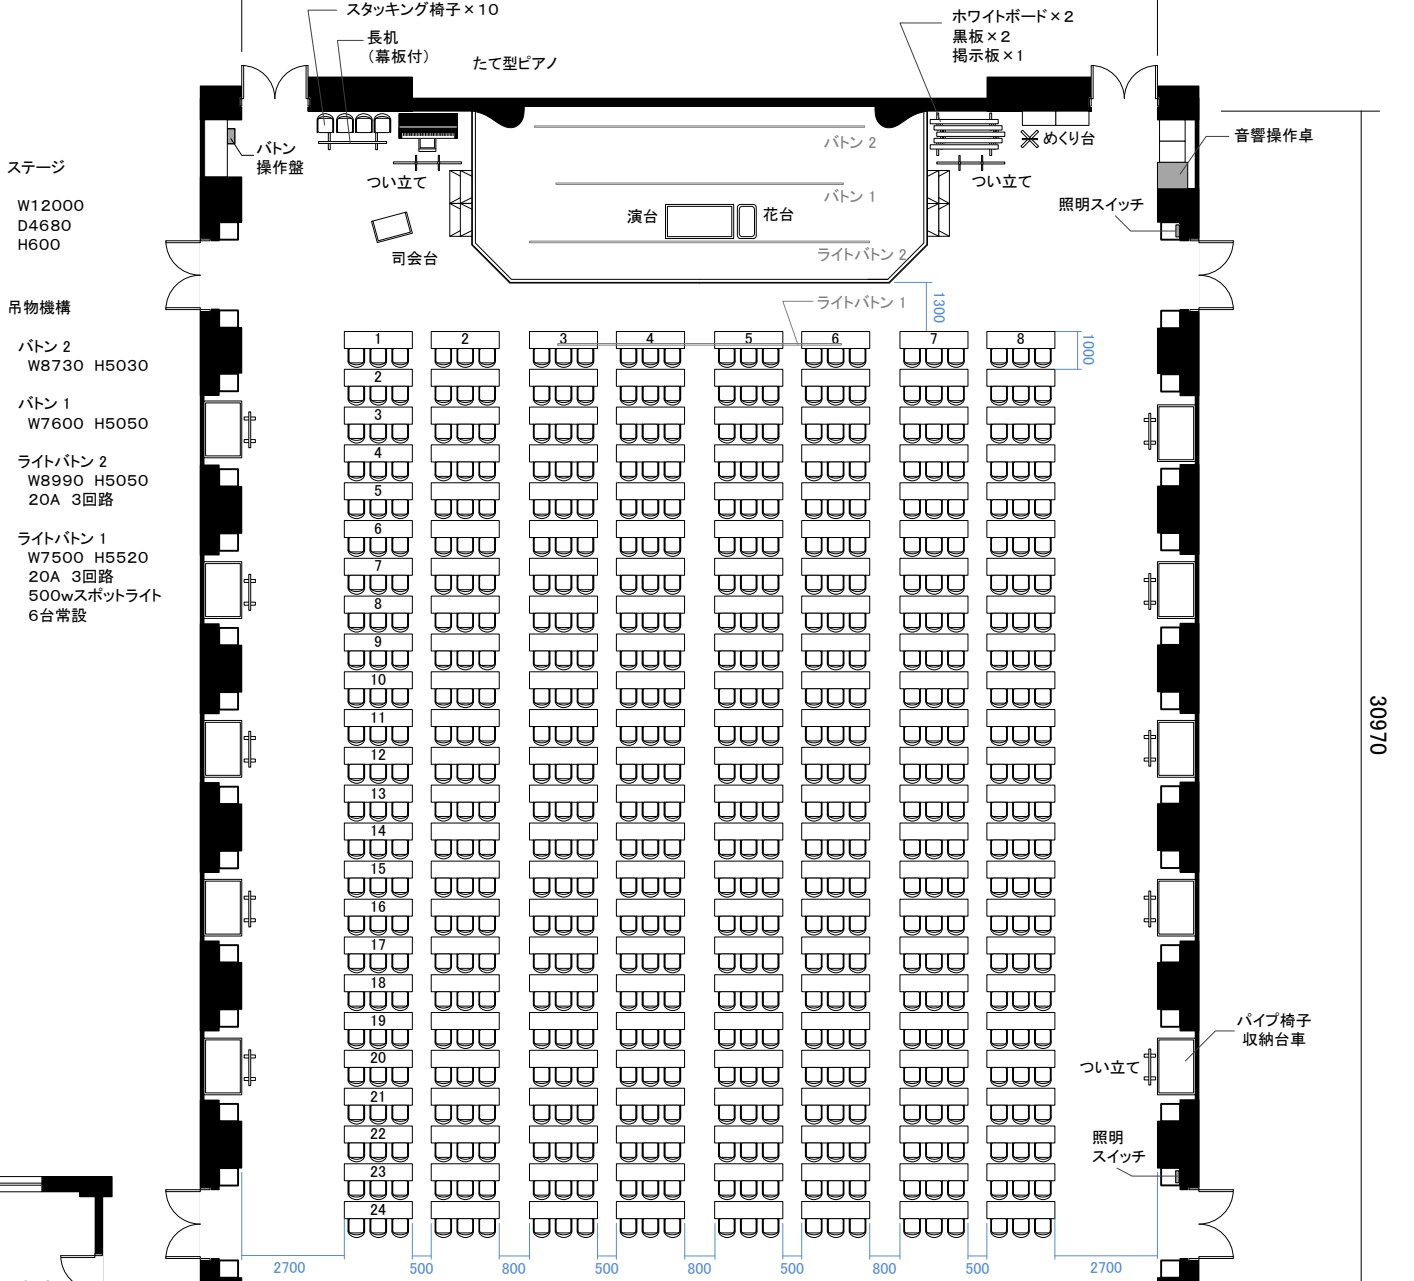 スタッキング椅子×10
長机
（幕板付）
たて型ピアノ
ホワイトボード×2
黒板×2
掲示板×1
バトン
操作盤
つい立て
司会台
バトン 2
バトン 1
演台
花台
ライトバトン 2
ライトバトン 1
めくり台
つい立て
音響操作卓
照明スイッチ
ステージ
W12000
D4680
H600
吊物機構
バトン 2
W8730 H5030
バトン 1
W7600 H5050
ライトバトン 2
W8990 H5050
20A 3回路
ライトバトン 1
W7500 H5520
20A 3回路
500wスポットライト
6台常設
1300
1000
1 2 3 4 5 6 7 8
2
3
4
5
6
7
8
9
10
11
12
13
14
15
16
17
18
19
20
21
22
23
24
30970
パイプ椅子
収納台車
つい立て
照明
スイッチ
2700 500 800 500 800 500 800 500 2700